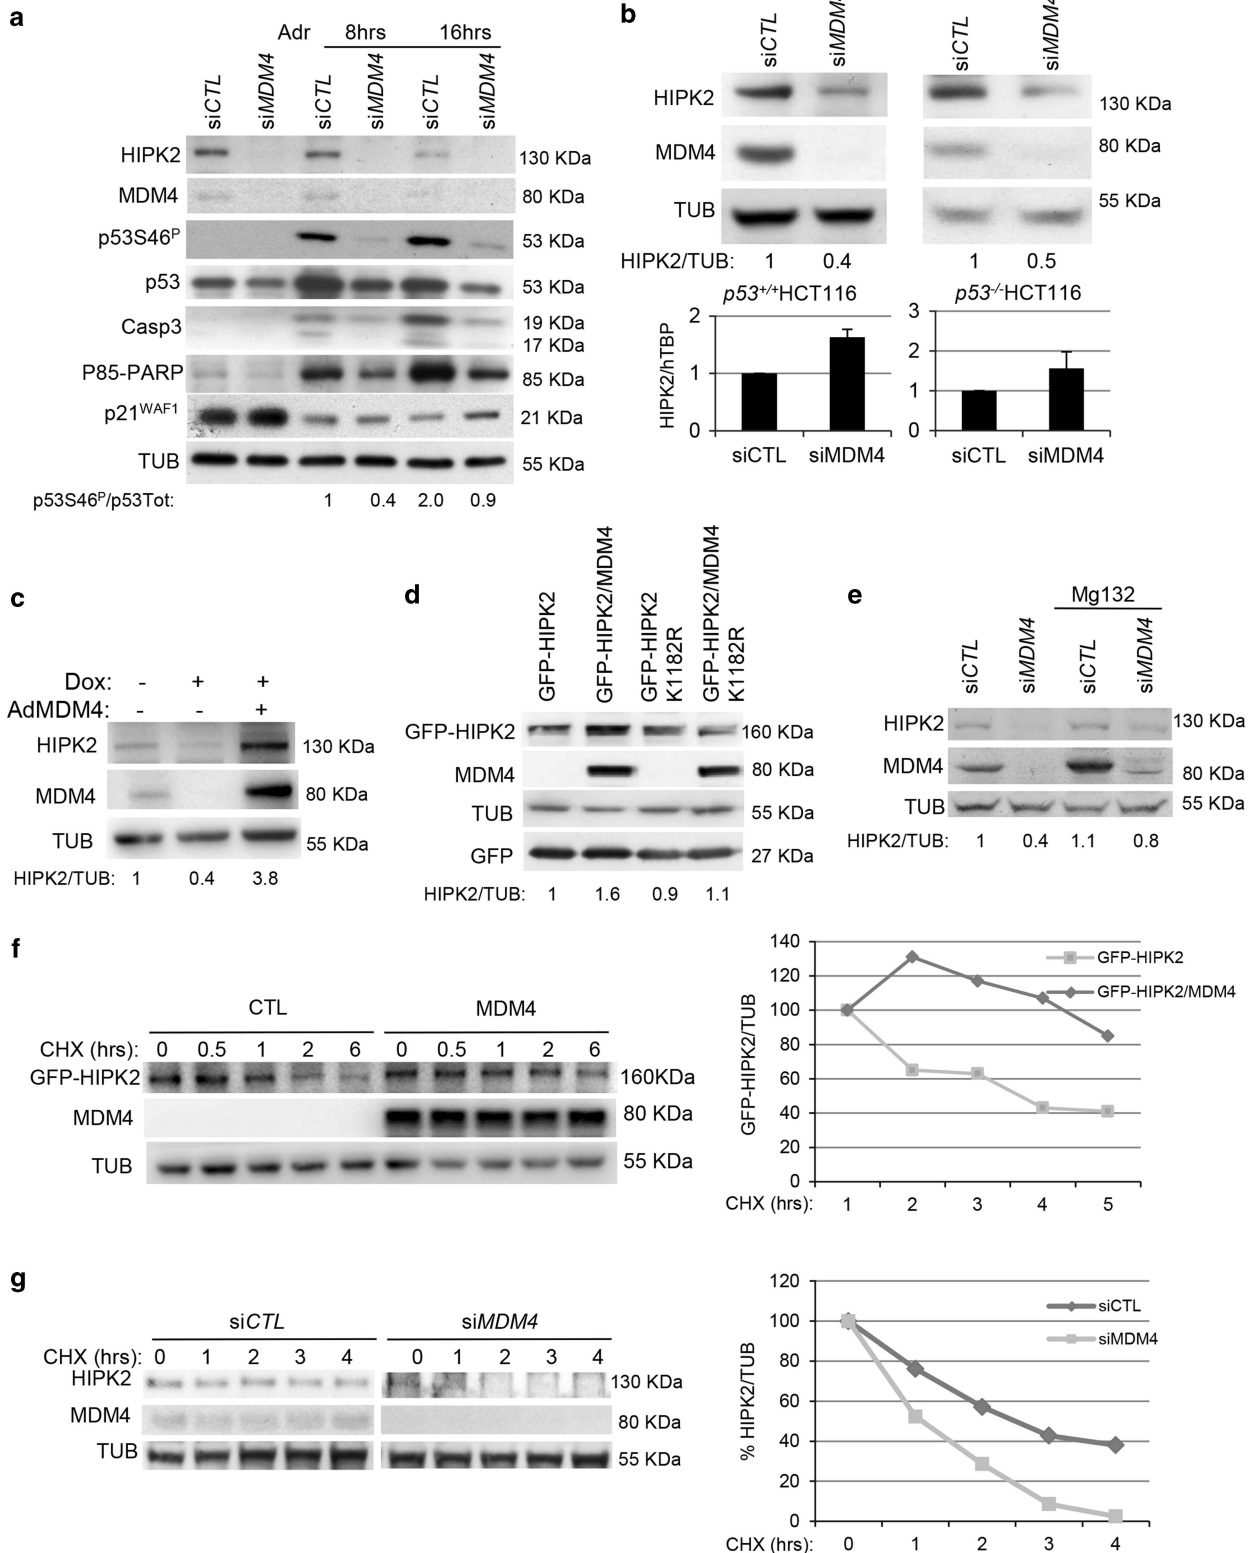 a
Adr 8hrs 16hrs
siCTL siMDM4 siCTL siMDM4 siCTL siMDM4
HIPK2 130 KDa
MDM4 80 KDa
p53S46ᴾ 53 KDa
p53 53 KDa
Casp3 19 KDa
17 KDa
P85-PARP 85 KDa
p21ᵂᴬᶠ¹ 21 KDa
TUB 55 KDa
p53S46ᴾ/p53Tot: 1 0.4 2.0 0.9
b
siCTL siMDM4 siCTL siMDM4
HIPK2 130 KDa
MDM4 80 KDa
TUB 55 KDa
HIPK2/TUB: 1 0.4 1 0.5
p53⁺/⁺HCT116 p53⁻/⁻HCT116
HIPK2/hTBP
2
1
0
siCTL siMDM4
3
2
1
0
siCTL siMDM4
c
Dox: - + +
AdMDM4: - - +
HIPK2 130 KDa
MDM4 80 KDa
TUB 55 KDa
HIPK2/TUB: 1 0.4 3.8
d
GFP-HIPK2
GFP-HIPK2/MDM4
GFP-HIPK2
K1182R
GFP-HIPK2/MDM4
K1182R
GFP-HIPK2 160 KDa
MDM4 80 KDa
TUB 55 KDa
GFP 27 KDa
HIPK2/TUB: 1 1.6 0.9 1.1
e
Mg132
siCTL siMDM4 siCTL siMDM4
HIPK2 130 KDa
MDM4 80 KDa
TUB 55 KDa
HIPK2/TUB: 1 0.4 1.1 0.8
f
CTL MDM4
CHX (hrs): 0 0.5 1 2 6 0 0.5 1 2 6
GFP-HIPK2 160KDa
MDM4 80 KDa
TUB 55 KDa
GFP-HIPK2/TUB
140
120
100
80
60
40
20
0
GFP-HIPK2
GFP-HIPK2/MDM4
CHX (hrs): 1 2 3 4 5
g
siCTL siMDM4
CHX (hrs): 0 1 2 3 4 0 1 2 3 4
HIPK2 130 KDa
MDM4 80 KDa
TUB 55 KDa
% HIPK2/TUB
120
100
80
60
40
20
0
siCTL
siMDM4
CHX (hrs): 0 1 2 3 4